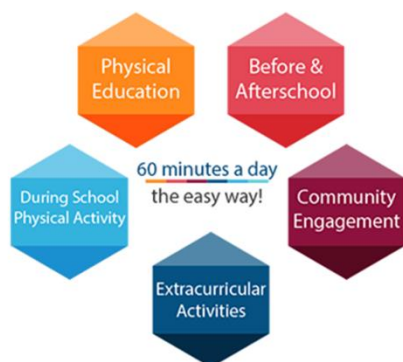 Physical
Education
Before &
Afterschool
60 minutes a day
the easy way!
During School
Physical Activity
Community
Engagement
Extracurricular
Activities